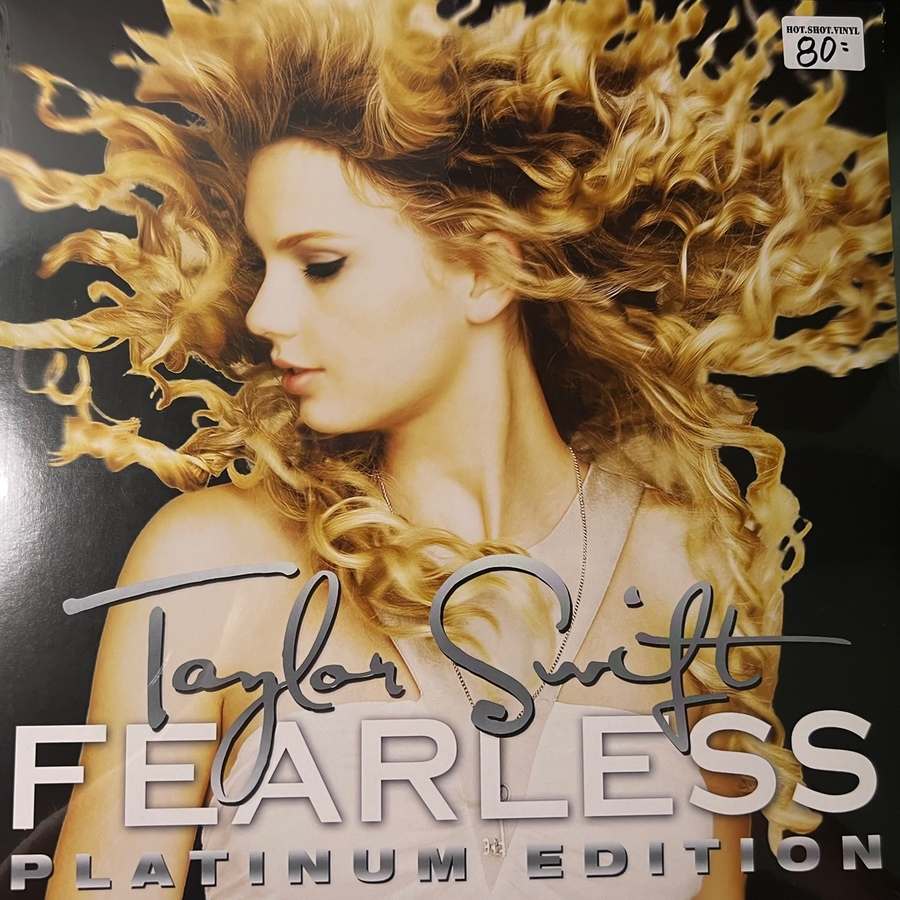 HOT.SHOT.VINYL
80:
Taylor Swift
FEARLESS
PLATINUM EDITION